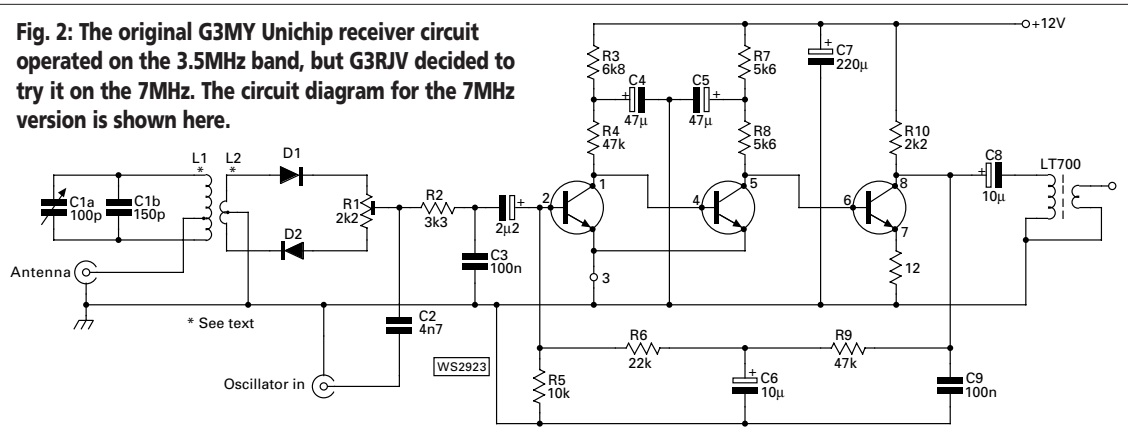 Fig. 2: The original G3MY Unichip receiver circuit
operated on the 3.5MHz band, but G3RJV decided to
try it on the 7MHz. The circuit diagram for the 7MHz
version is shown here.
+12V
R3
6k8
C4
+
47µ
C5
+
47µ
R7
5k6
+
C7
220µ
R4
47k
R8
5k6
R10
2k2
C8
+
10µ
LT700
L1
*
L2
*
D1
D2
C1a
100p
C1b
150p
R1
2k2
R2
3k3
+
2µ2
1
2
3
4
5
6
7
8
12
C3
100n
Antenna
* See text
C2
4n7
Oscillator in
WS2923
R5
10k
R6
22k
+
C6
10µ
R9
47k
C9
100n